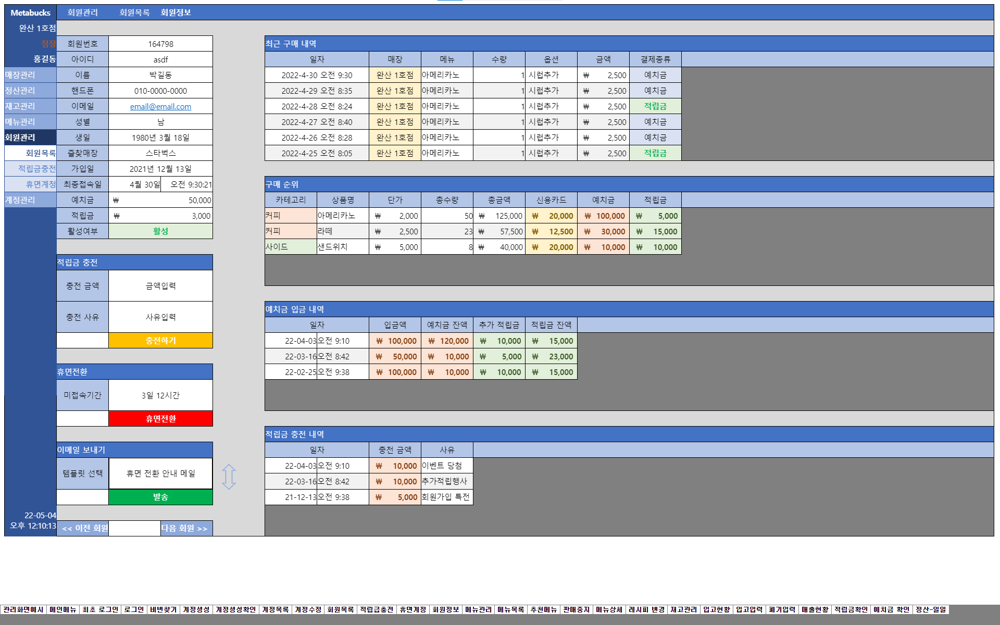 Metabucks 회원관리 회원목록 회원정보
완산 1호점
점장
홍길동
매장관리
정산관리
재고관리
메뉴관리
회원관리
회원목록
적립금충전
휴면계정
계정관리
22-05-04
오후 12:10:13
회원번호 164798
아이디 asdf
이름 박길동
핸드폰 010-0000-0000
이메일 email@email.com
성별 남
생일 1980년 3월 18일
즐찾매장 스타벅스
가입일 2021년 12월 13일
최종접속일 4월 30일 오전 9:30:21
예치금 ₩ 50,000
적립금 ₩ 3,000
활성여부 활성
적립금 충전
충전 금액 금액입력
충전 사유 사유입력
충전하기
휴면전환
미접속기간 3일 12시간
휴면전환
이메일 보내기
템플릿 선택 휴면 전환 안내 메일
발송
<< 이전 회원 다음 회원 >>
최근 구매 내역
일자 매장 메뉴 수량 옵션 금액 결제종류
2022-4-30 오전 9:30 완산 1호점 아메리카노 1 시럽추가 ₩ 2,500 예치금
2022-4-29 오전 8:35 완산 1호점 아메리카노 1 시럽추가 ₩ 2,500 예치금
2022-4-28 오전 8:24 완산 1호점 아메리카노 1 시럽추가 ₩ 2,500 적립금
2022-4-27 오전 8:40 완산 1호점 아메리카노 1 시럽추가 ₩ 2,500 예치금
2022-4-26 오전 8:28 완산 1호점 아메리카노 1 시럽추가 ₩ 2,500 예치금
2022-4-25 오전 8:05 완산 1호점 아메리카노 1 시럽추가 ₩ 2,500 적립금
구매 순위
카테고리 상품명 단가 총수량 총금액 신용카드 예치금 적립금
커피 아메리카노 ₩ 2,000 50 ₩ 125,000 ₩ 20,000 ₩ 100,000 ₩ 5,000
커피 라떼 ₩ 2,500 23 ₩ 57,500 ₩ 12,500 ₩ 30,000 ₩ 15,000
사이드 샌드위치 ₩ 5,000 8 ₩ 40,000 ₩ 20,000 ₩ 10,000 ₩ 10,000
예치금 입금 내역
일자 입금액 예치금 잔액 추가 적립금 적립금 잔액
22-04-03 오전 9:10 ₩ 100,000 ₩ 120,000 ₩ 10,000 ₩ 15,000
22-03-16 오전 8:42 ₩ 50,000 ₩ 10,000 ₩ 5,000 ₩ 23,000
22-02-25 오전 9:38 ₩ 100,000 ₩ 10,000 ₩ 10,000 ₩ 15,000
적립금 충전 내역
일자 충전 금액 사유
22-04-03 오전 9:10 ₩ 10,000 이벤트 당첨
22-03-16 오전 8:42 ₩ 10,000 추가적립행사
21-12-13 오전 9:38 ₩ 5,000 회원가입 특전
관리화면예시 메인메뉴 최초 로그인 로그인 비번찾기 계정생성 계정생성확인 계정목록 계정수정 회원목록 적립급충전 휴면계정 회원정보 메뉴관리 메뉴목록 추천메뉴 판매중지 메뉴상세 레시피 변경 재고관리 입고현황 입고입력 폐기입력 매출현황 적립금확인 예치금 확인 정산-일일